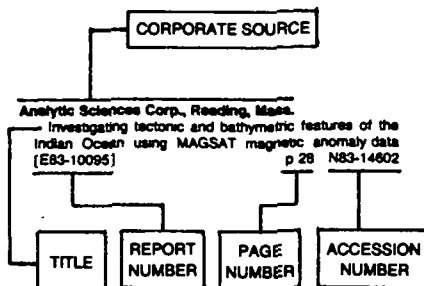 CORPORATE SOURCE
Analytic Sciences Corp., Reading, Mass.
Investigating tectonic and bathymetric features of the
Indian Ocean using MAGSAT magnetic anomaly data
[E83-10095] p 28 N83-14602
TITLE REPORT NUMBER PAGE NUMBER ACCESSION NUMBER